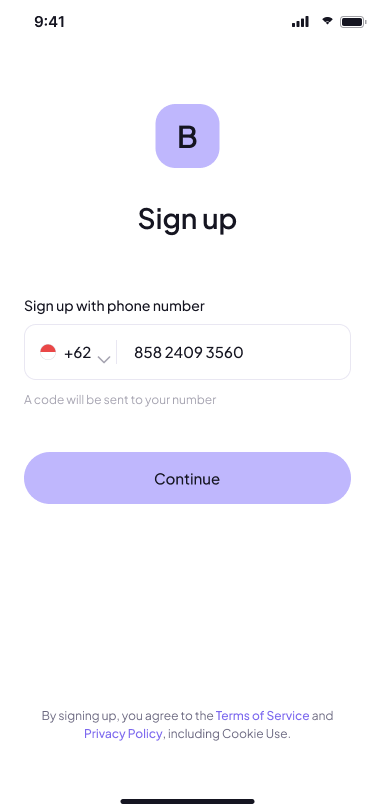 9:41
B
Sign up
Sign up with phone number
+62 858 2409 3560
A code will be sent to your number
Continue
By signing up, you agree to the Terms of Service and
Privacy Policy, including Cookie Use.